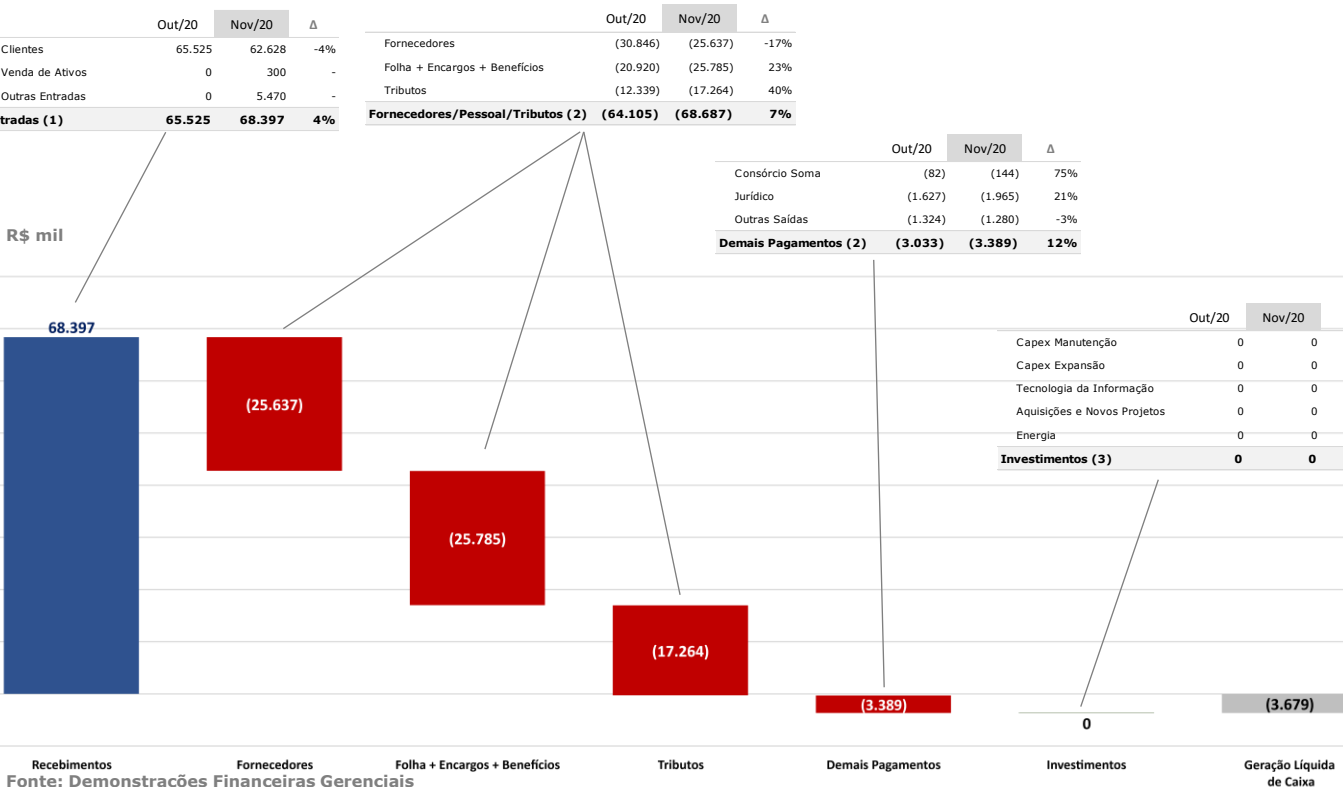 Out/20 Nov/20 Δ
Clientes 65.525 62.628 -4%
Venda de Ativos 0 300 -
Outras Entradas 0 5.470 -
tradas (1) 65.525 68.397 4%
Out/20 Nov/20 Δ
Fornecedores (30.846) (25.637) -17%
Folha + Encargos + Benefícios (20.920) (25.785) 23%
Tributos (12.339) (17.264) 40%
Fornecedores/Pessoal/Tributos (2) (64.105) (68.687) 7%
Out/20 Nov/20 Δ
Consórcio Soma (82) (144) 75%
Jurídico (1.627) (1.965) 21%
Outras Saídas (1.324) (1.280) -3%
Demais Pagamentos (2) (3.033) (3.389) 12%
R$ mil
Out/20 Nov/20
Capex Manutenção 0 0
Capex Expansão 0 0
Tecnologia da Informação 0 0
Aquisições e Novos Projetos 0 0
Energia 0 0
Investimentos (3) 0 0
68.397
(25.637)
(25.785)
(17.264)
(3.389)
0
(3.679)
Recebimentos
Fornecedores
Folha + Encargos + Benefícios
Tributos
Demais Pagamentos
Investimentos
Geração Líquida
de Caixa
Fonte: Demonstrações Financeiras Gerenciais